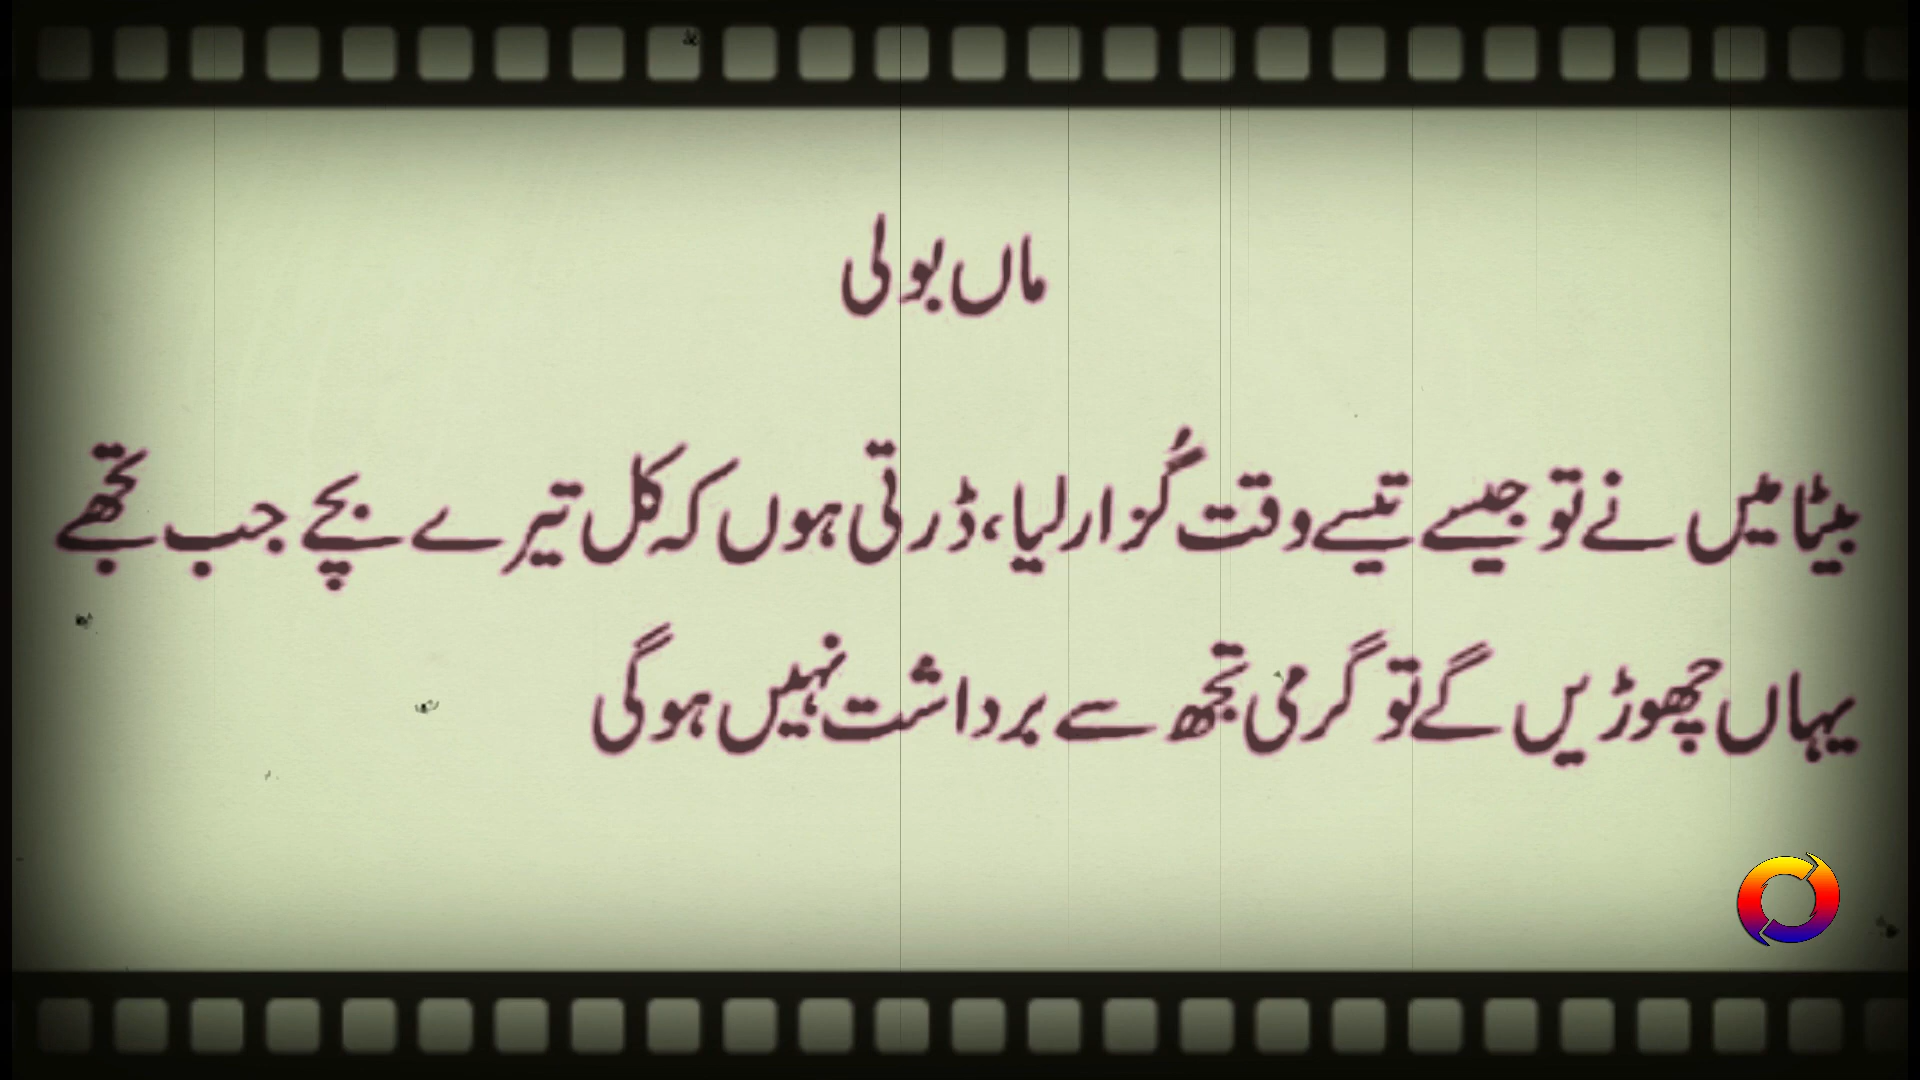 ماں بولی
بیٹا میں نے تو جیسے تیسے وقت گُزار لیا، ڈرتی ہوں کہ کل تیرے بچے جب تجھے
یہاں چھوڑیں گے تو گرمی تجھ سے برداشت نہیں ہوگی